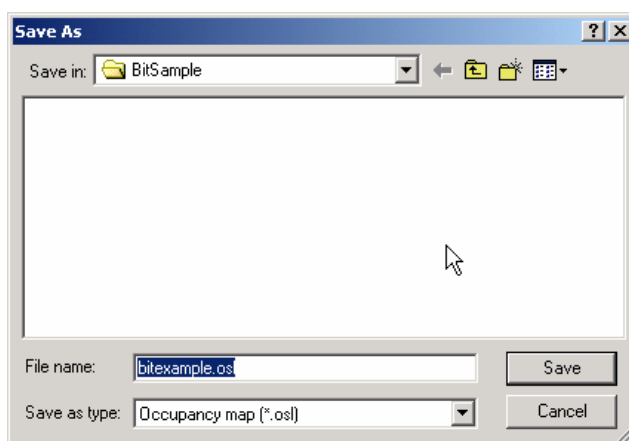 Save As
Save in: BitSample
File name: bitexample.osl
Save
Save as type: Occupancy map (*.osl)
Cancel